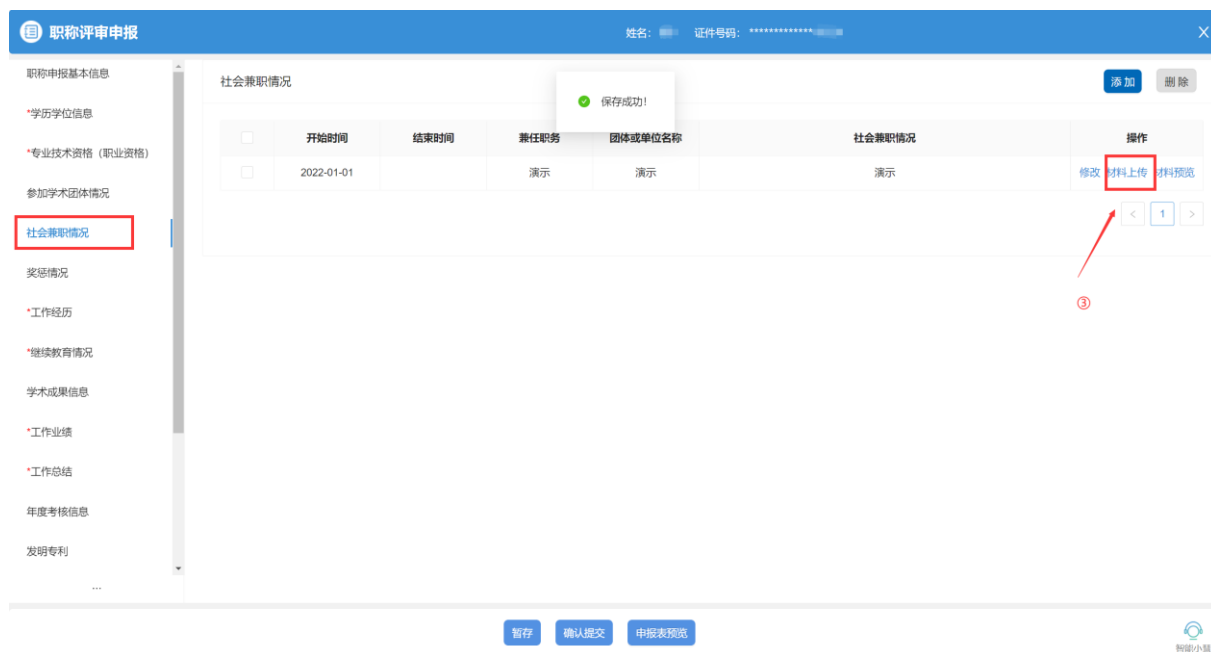 职称评审申报
姓名： 证件号码：*************
X
职称申报基本信息
*学历学位信息
*专业技术资格（职业资格）
参加学术团体情况
社会兼职情况
奖惩情况
*工作经历
*继续教育情况
学术成果信息
*工作业绩
*工作总结
年度考核信息
发明专利
...
社会兼职情况
添加 删除
保存成功！
开始时间 结束时间 兼任职务 团体或单位名称 社会兼职情况 操作
2022-01-01 演示 演示 演示 修改 材料上传 材料预览
< 1 >
③
暂存 确认提交 申报表预览
智能小慧